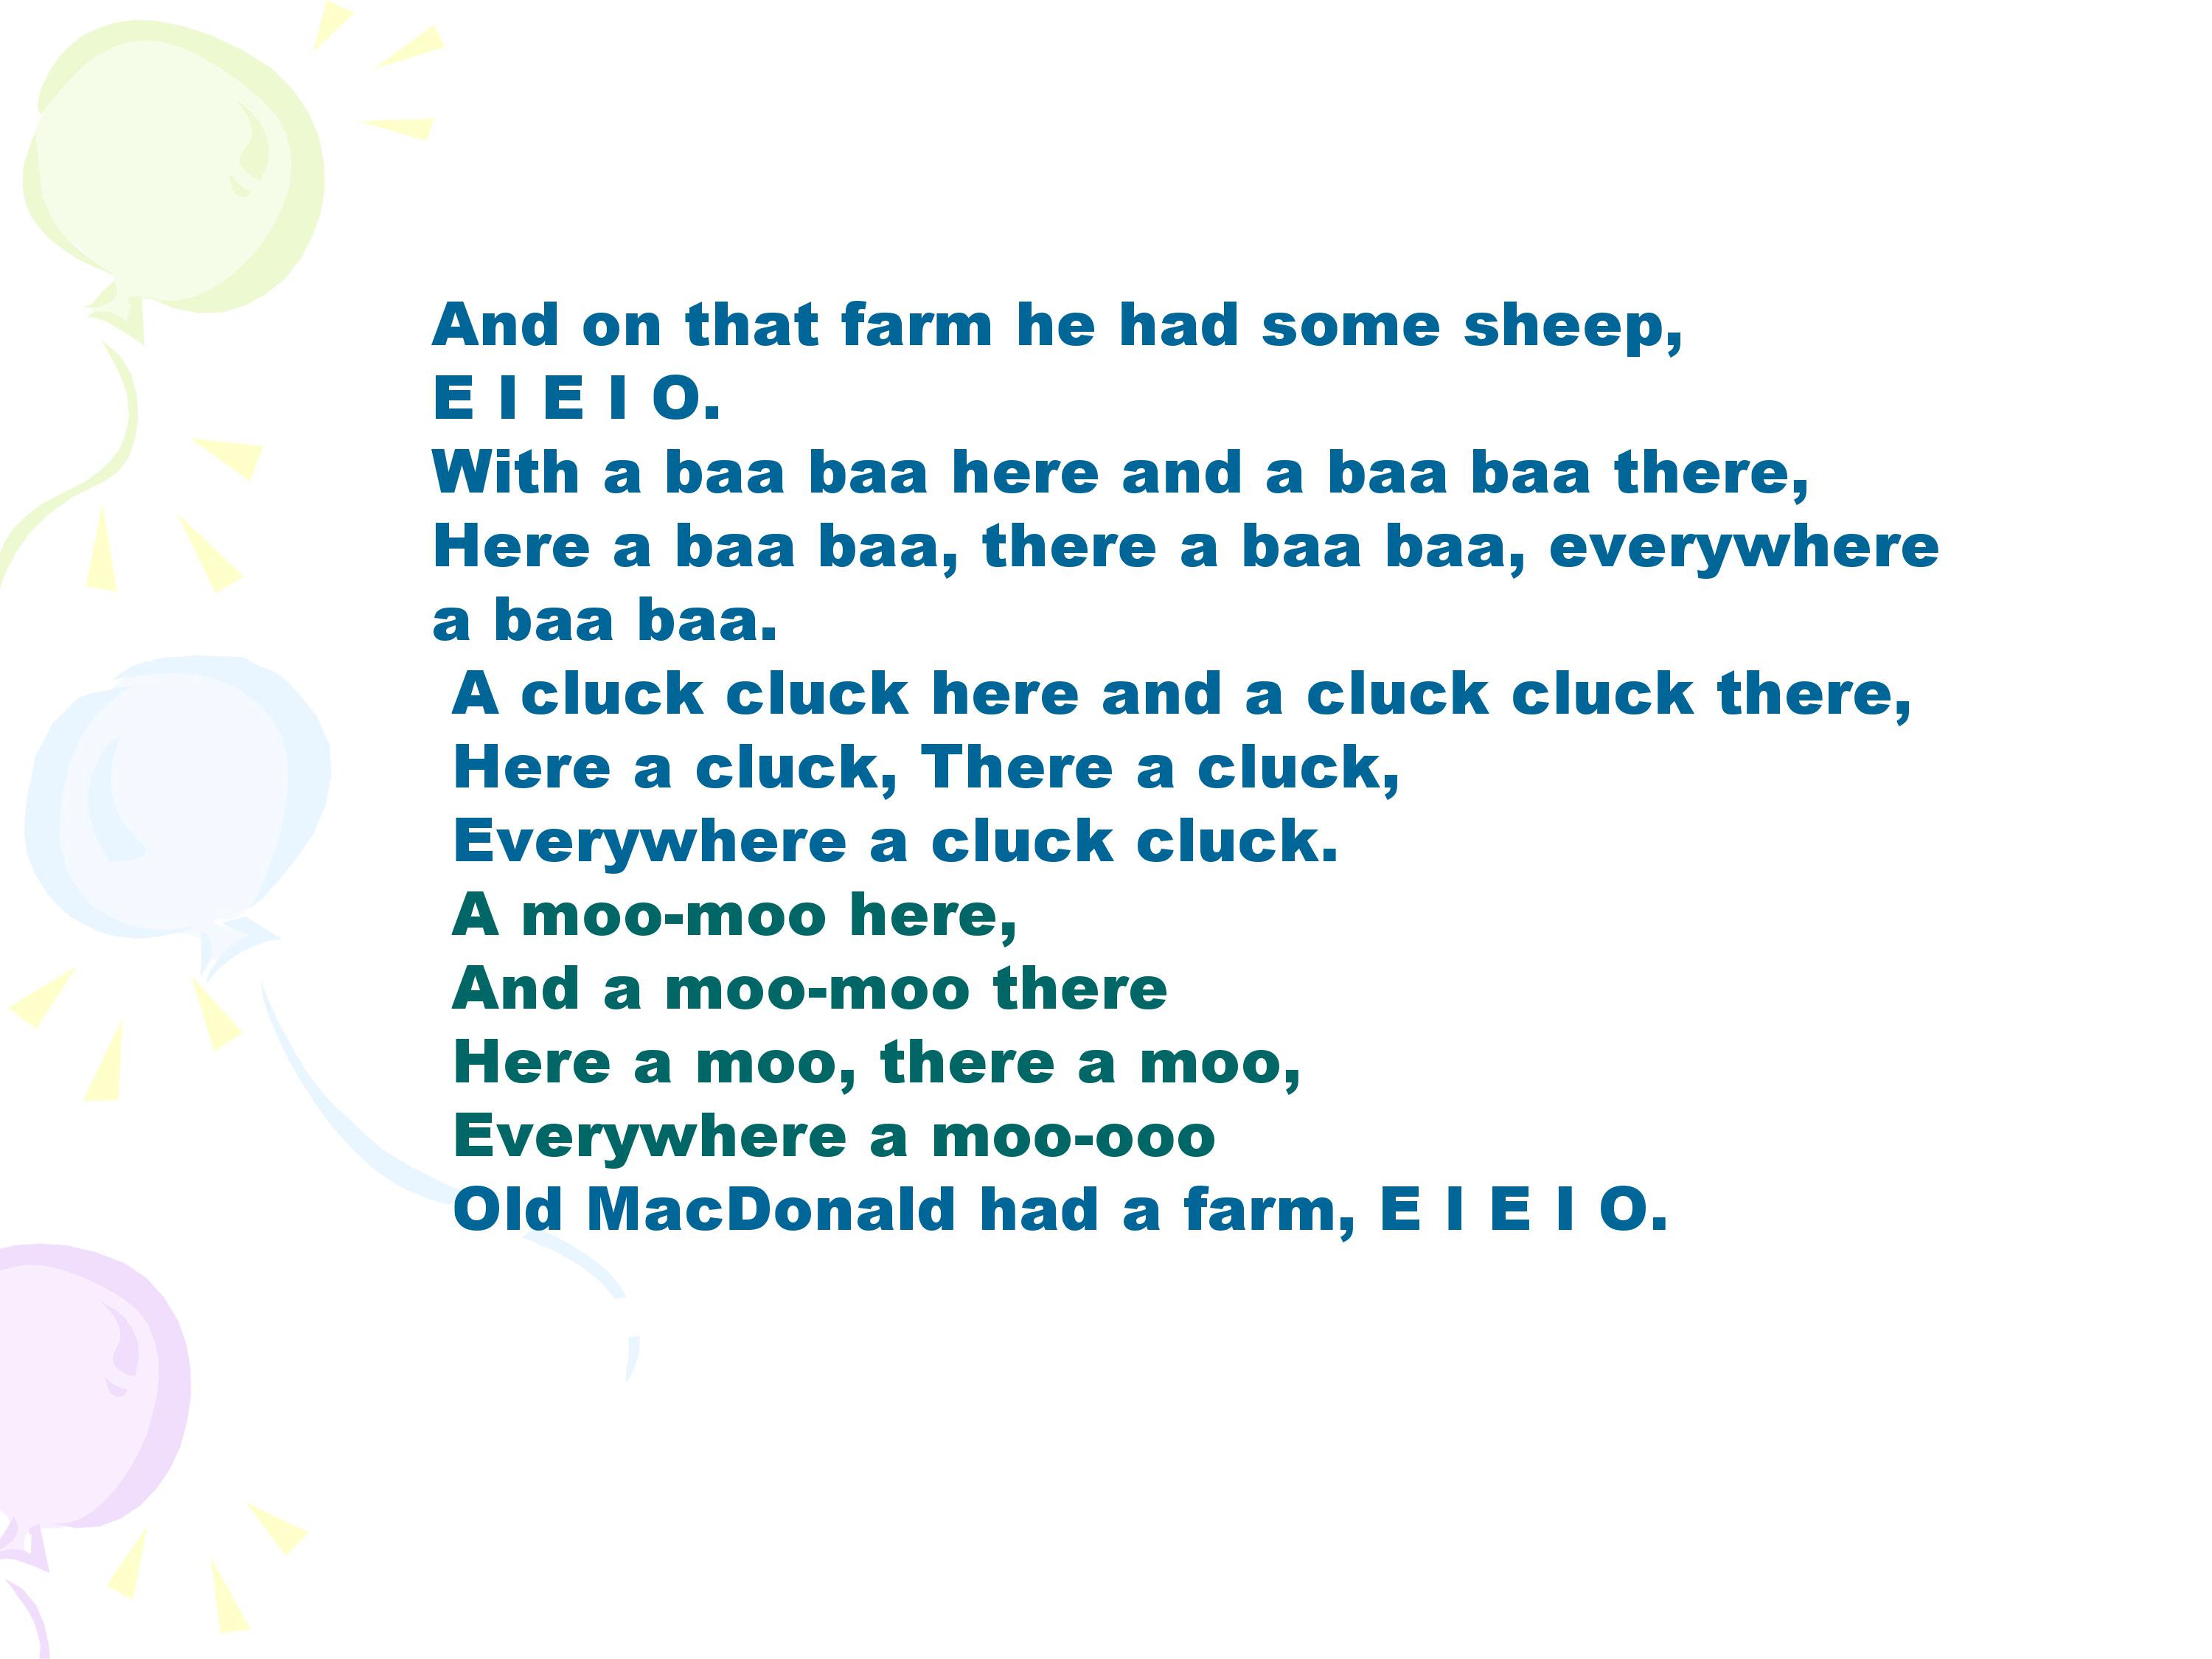 And on that farm he had some sheep,
E I E I O.
With a baa baa here and a baa baa there,
Here a baa baa, there a baa baa, everywhere
a baa baa.
A cluck cluck here and a cluck cluck there,
Here a cluck, There a cluck,
Everywhere a cluck cluck.
A moo-moo here,
And a moo-moo there
Here a moo, there a moo,
Everywhere a moo-ooo
Old MacDonald had a farm, E I E I O.